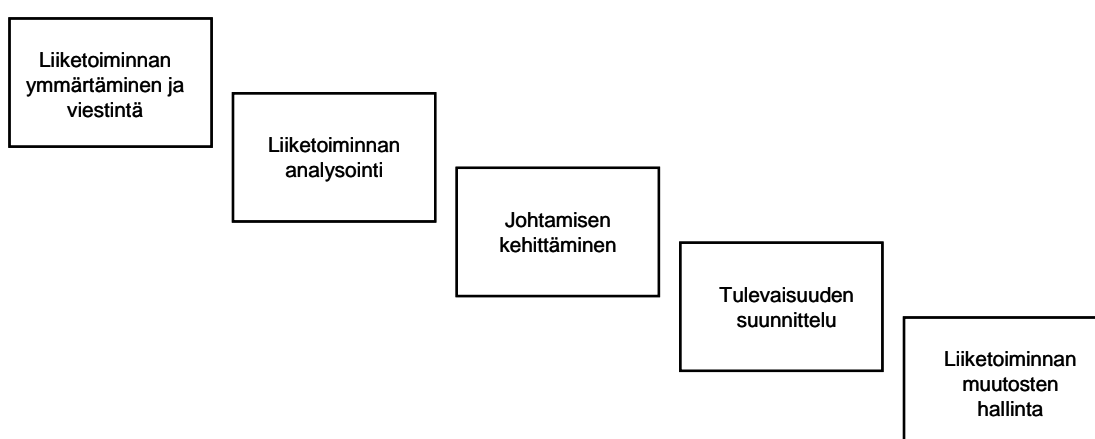 Liiketoiminnan
ymmärtäminen ja
viestintä
Liiketoiminnan
analysointi
Johtamisen
kehittäminen
Tulevaisuuden
suunnittelu
Liiketoiminnan
muutosten
hallinta